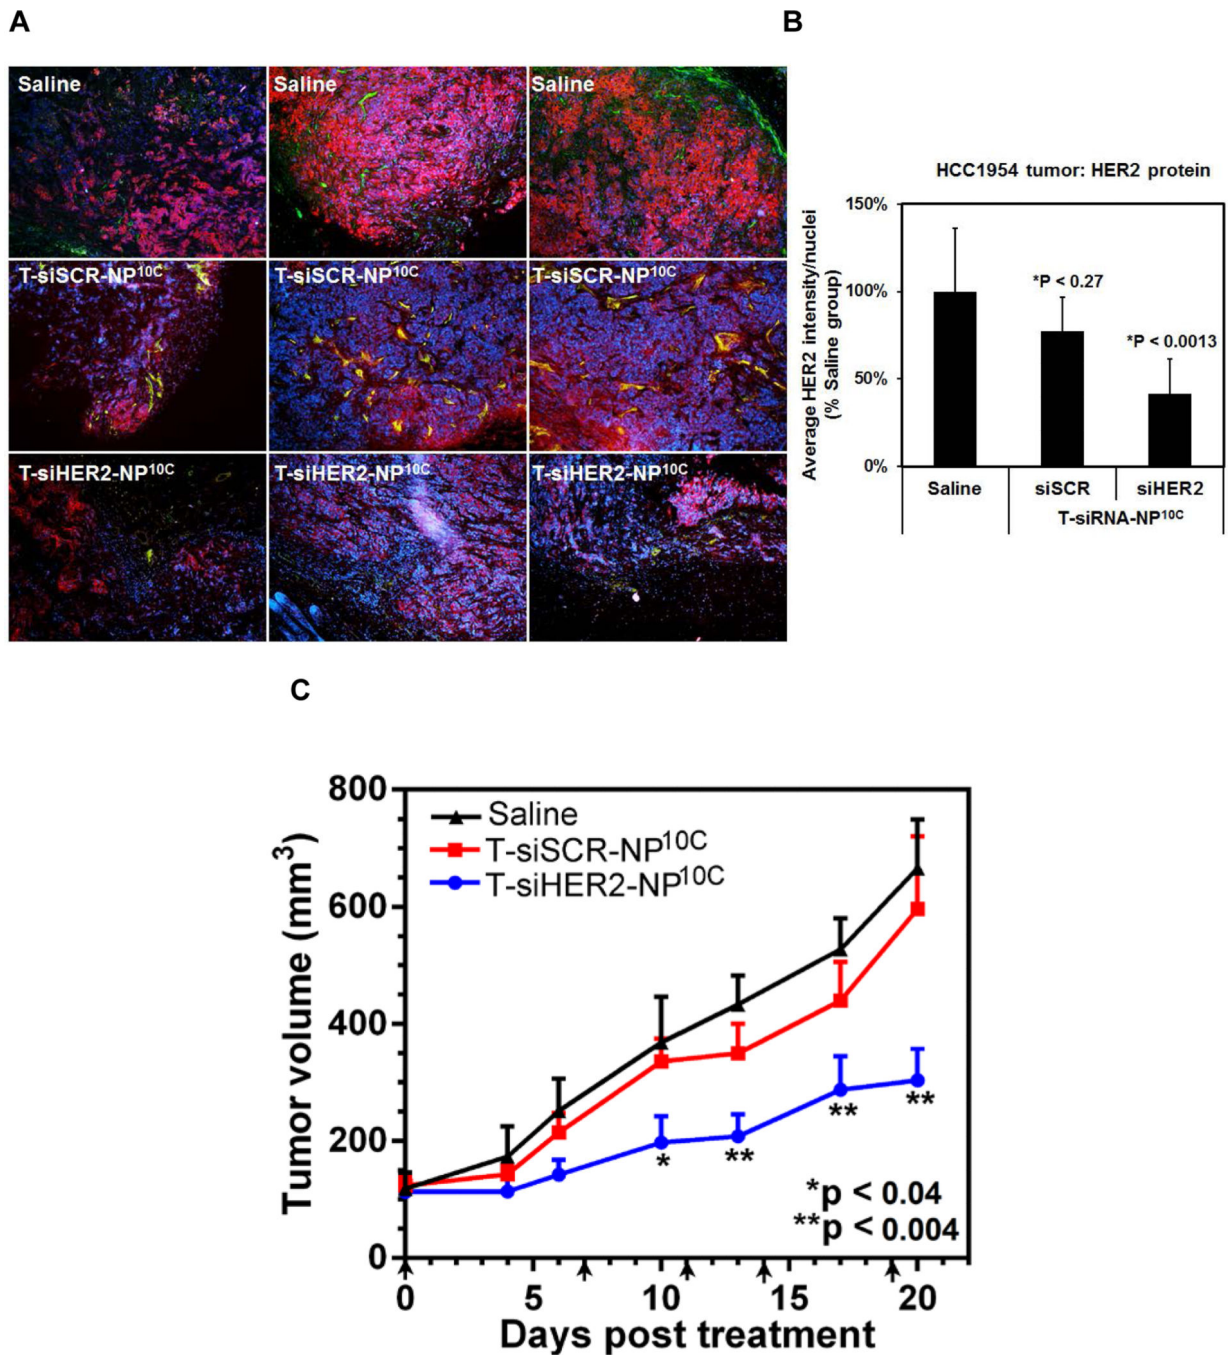 A
B
Saline
Saline
Saline
T-siSCR-NP10C
T-siSCR-NP10C
T-siSCR-NP10C
T-siHER2-NP10C
T-siHER2-NP10C
T-siHER2-NP10C
HCC1954 tumor: HER2 protein
Average HER2 intensity/nuclei
(% Saline group)
150%
100%
50%
0%
*P < 0.27
*P < 0.0013
Saline
siSCR
siHER2
T-siRNA-NP10C
C
Tumor volume (mm3)
800
600
400
200
0
Saline
T-siSCR-NP10C
T-siHER2-NP10C
*
**
**
**
*p < 0.04
**p < 0.004
0
5
10
15
20
Days post treatment